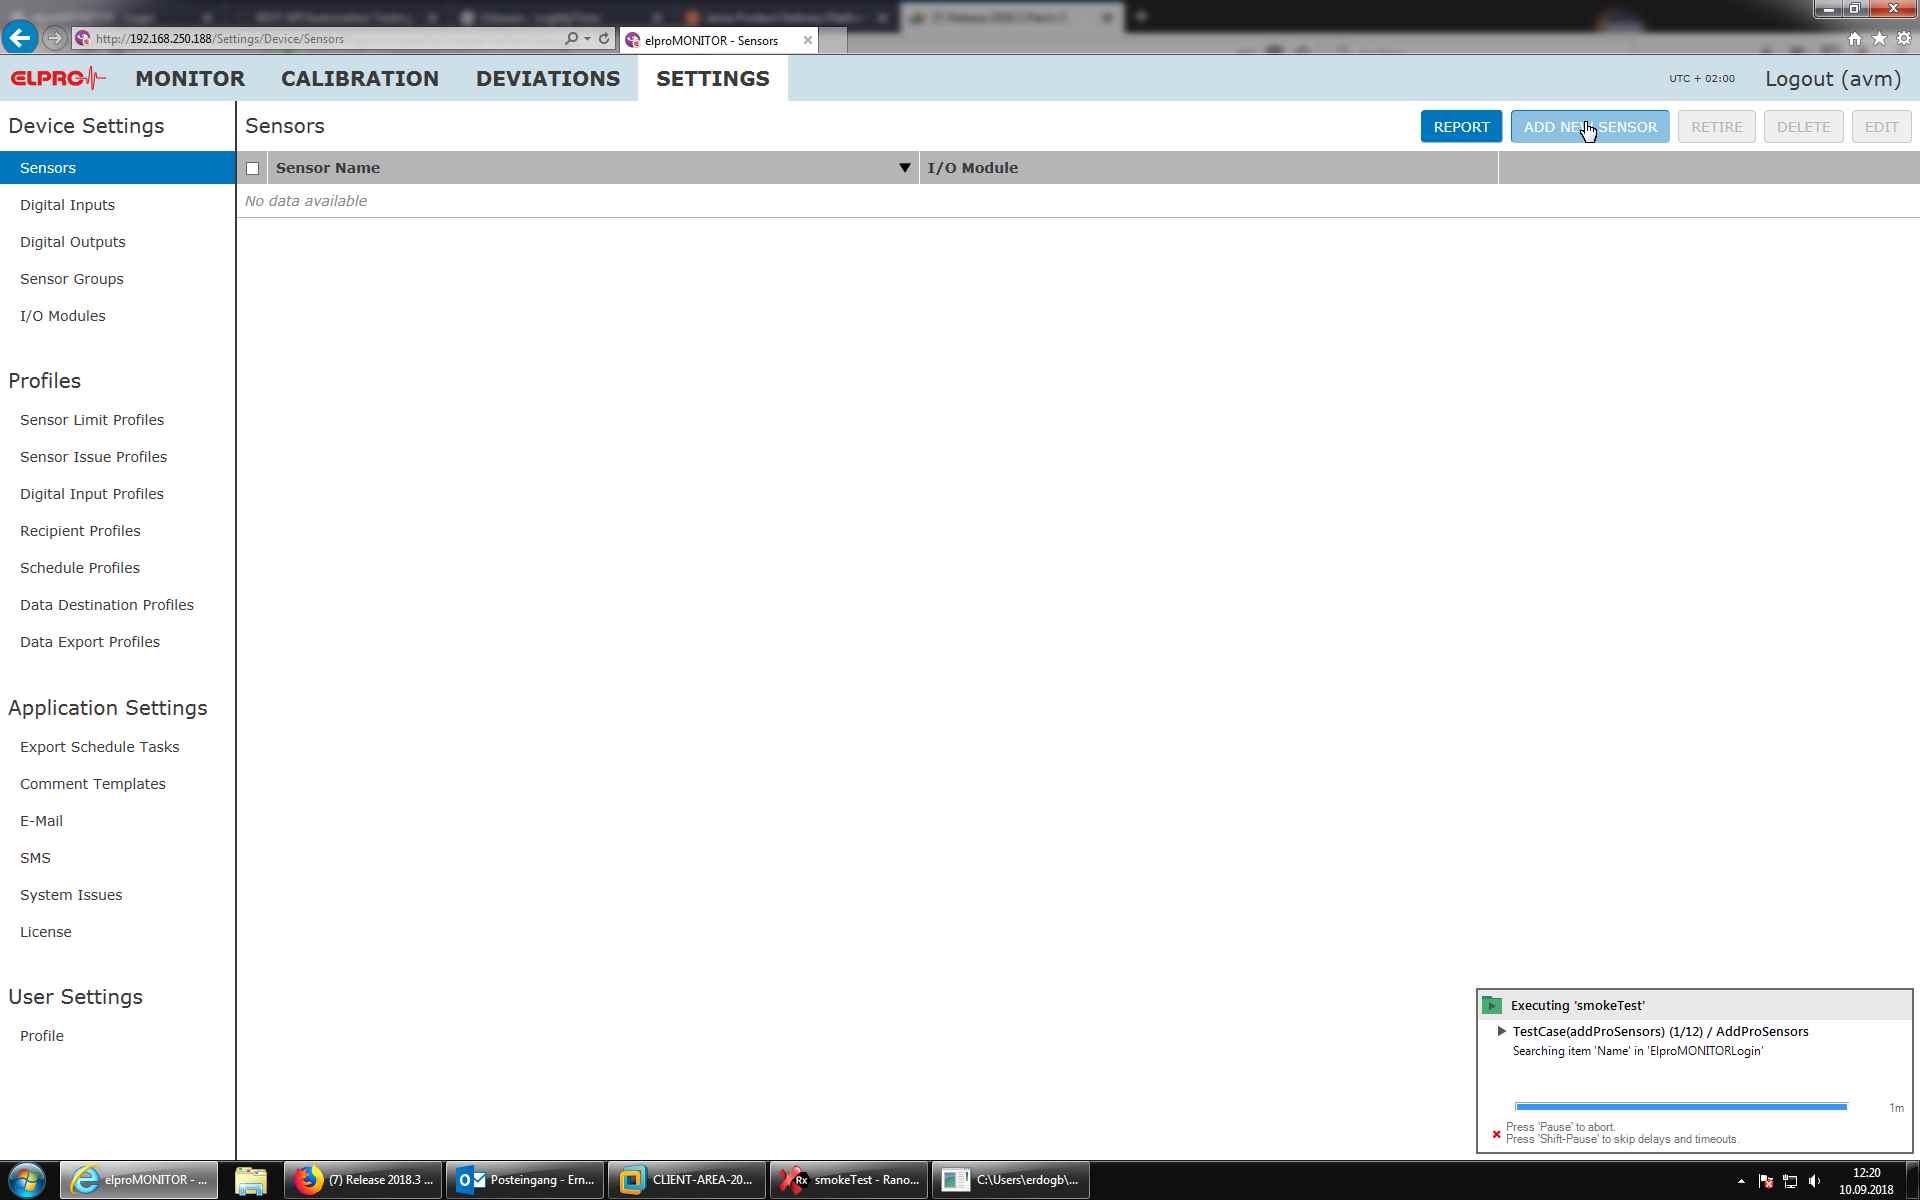 http://192.168.250.188/Settings/Device/Sensors
elproMONITOR - Sensors
ELPRO
MONITOR
CALIBRATION
DEVIATIONS
SETTINGS
UTC + 02:00
Logout (avm)
Device Settings
Sensors
Digital Inputs
Digital Outputs
Sensor Groups
I/O Modules
Profiles
Sensor Limit Profiles
Sensor Issue Profiles
Digital Input Profiles
Recipient Profiles
Schedule Profiles
Data Destination Profiles
Data Export Profiles
Application Settings
Export Schedule Tasks
Comment Templates
E-Mail
SMS
System Issues
License
User Settings
Profile
Sensors
REPORT
ADD NEW SENSOR
RETIRE
DELETE
EDIT
Sensor Name
I/O Module
No data available
Executing 'smokeTest'
TestCase(addProSensors) (1/12) / AddProSensors
Searching item 'Name' in 'ElproMONITORLogin'
1m
Press 'Pause' to abort.
Press 'Shift-Pause' to skip delays and timeouts.
elproMONITOR - ...
(7) Release 2018.3 ...
Posteingang - Ern...
CLIENT-AREA-20...
Rx
smokeTest - Rano...
C:\Users\erdogb\...
12:20
10.09.2018